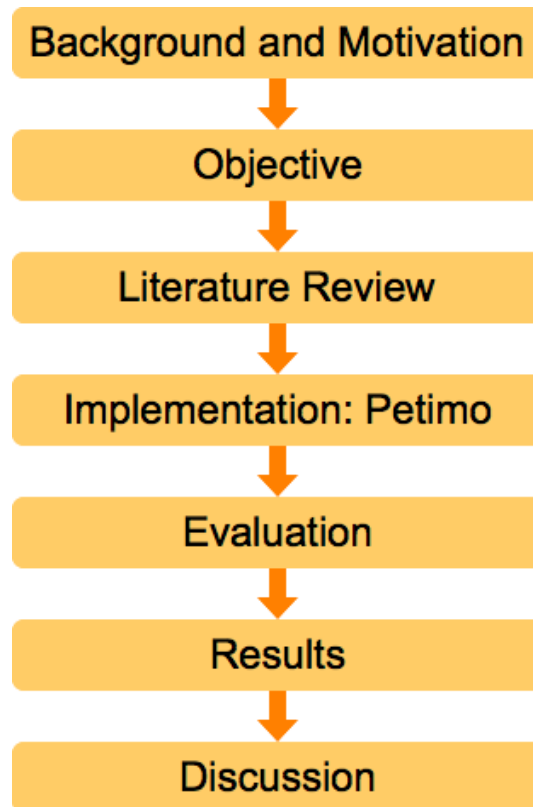 Background and Motivation
Objective
Literature Review
Implementation: Petimo
Evaluation
Results
Discussion